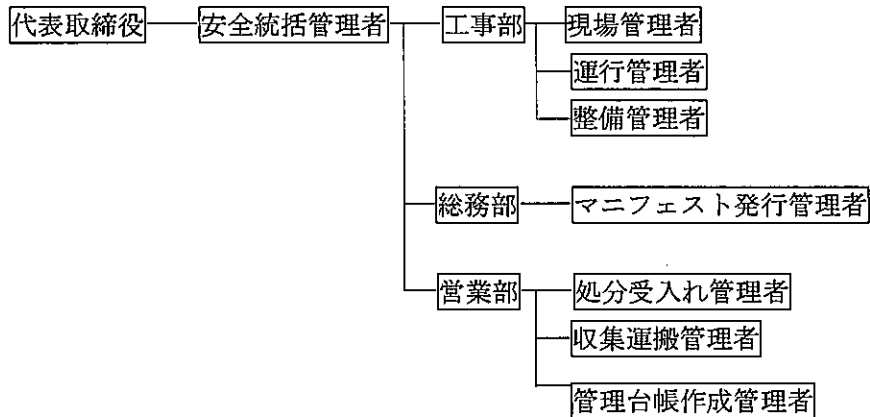 代表取締役 安全統括管理者 工事部 現場管理者
運行管理者
整備管理者
総務部 マニフェスト発行管理者
営業部 処分受入れ管理者
収集運搬管理者
管理台帳作成管理者